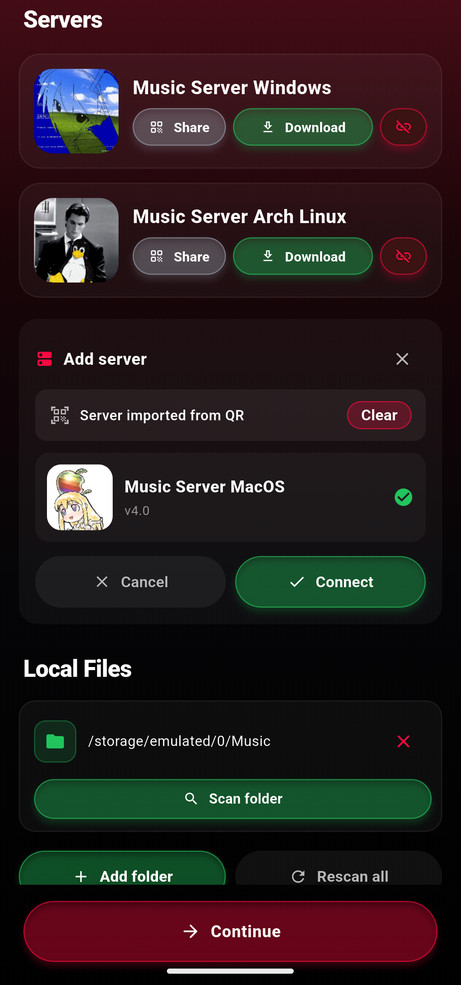 Servers
Music Server Windows
Share
Download
Music Server Arch Linux
Share
Download
Add server
Server imported from QR
Clear
Music Server MacOS
v4.0
Cancel
Connect
Local Files
/storage/emulated/0/Music
Scan folder
Add folder
Rescan all
Continue